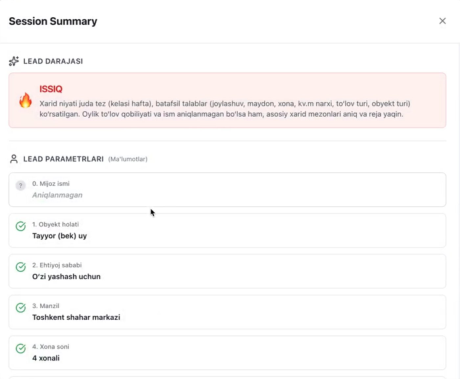 Session Summary
LEAD DARAJASI
ISSIQ
Xarid niyati juda tez (kelasi hafta), batafsil talablar (joylashuv, maydon, xona, kv.m narxi, to'lov turi, obyekt turi)
ko'rsatilgan. Oylik to'lov qobiliyati va ism aniqlanmagan bo'lsa ham, asosiy xarid mezonlari aniq va reja yaqin.
LEAD PARAMETRLARI (Ma'lumotlar)
0. Mijoz ismi
Aniqlanmagan
1. Obyekt holati
Tayyor (bek) uy
2. Ehtiyoj sababi
O'zi yashash uchun
3. Manzil
Toshkent shahar markazi
4. Xona soni
4 xonali